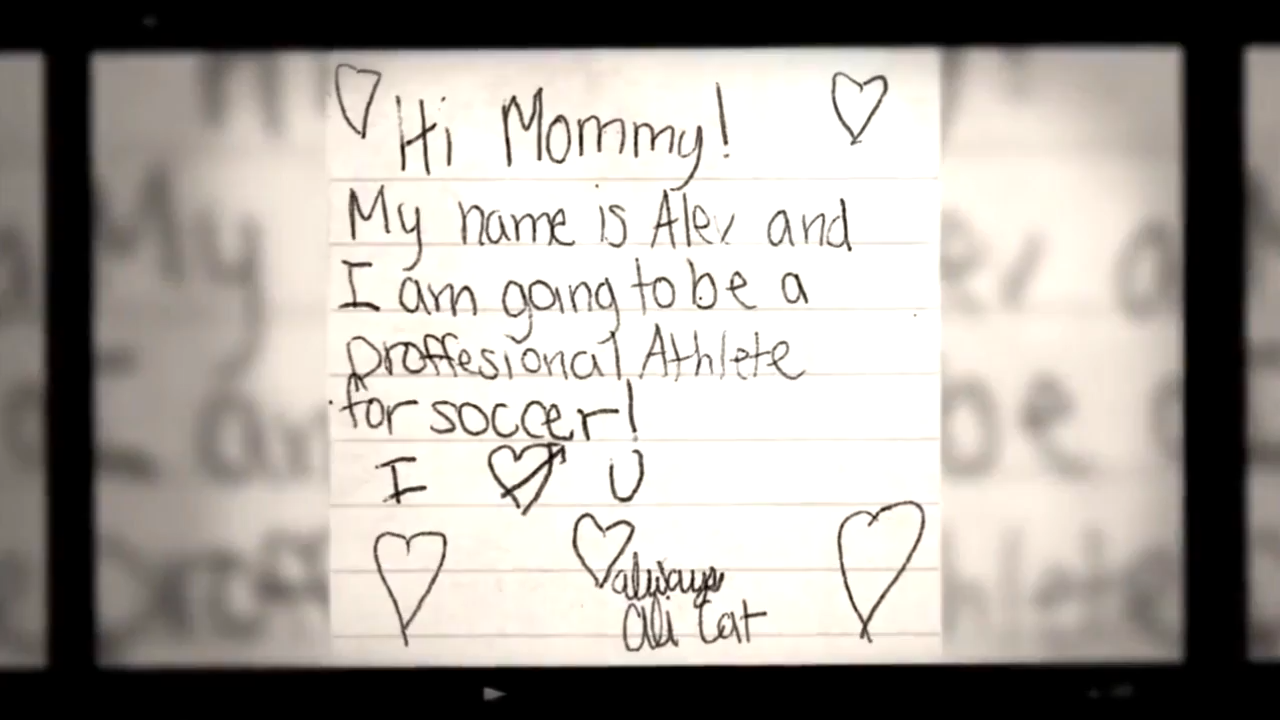 Hi Mommy!
My name is Alex and
I am going to be a
proffesional Athlete
for soccer!
I U
always
Ali Cat